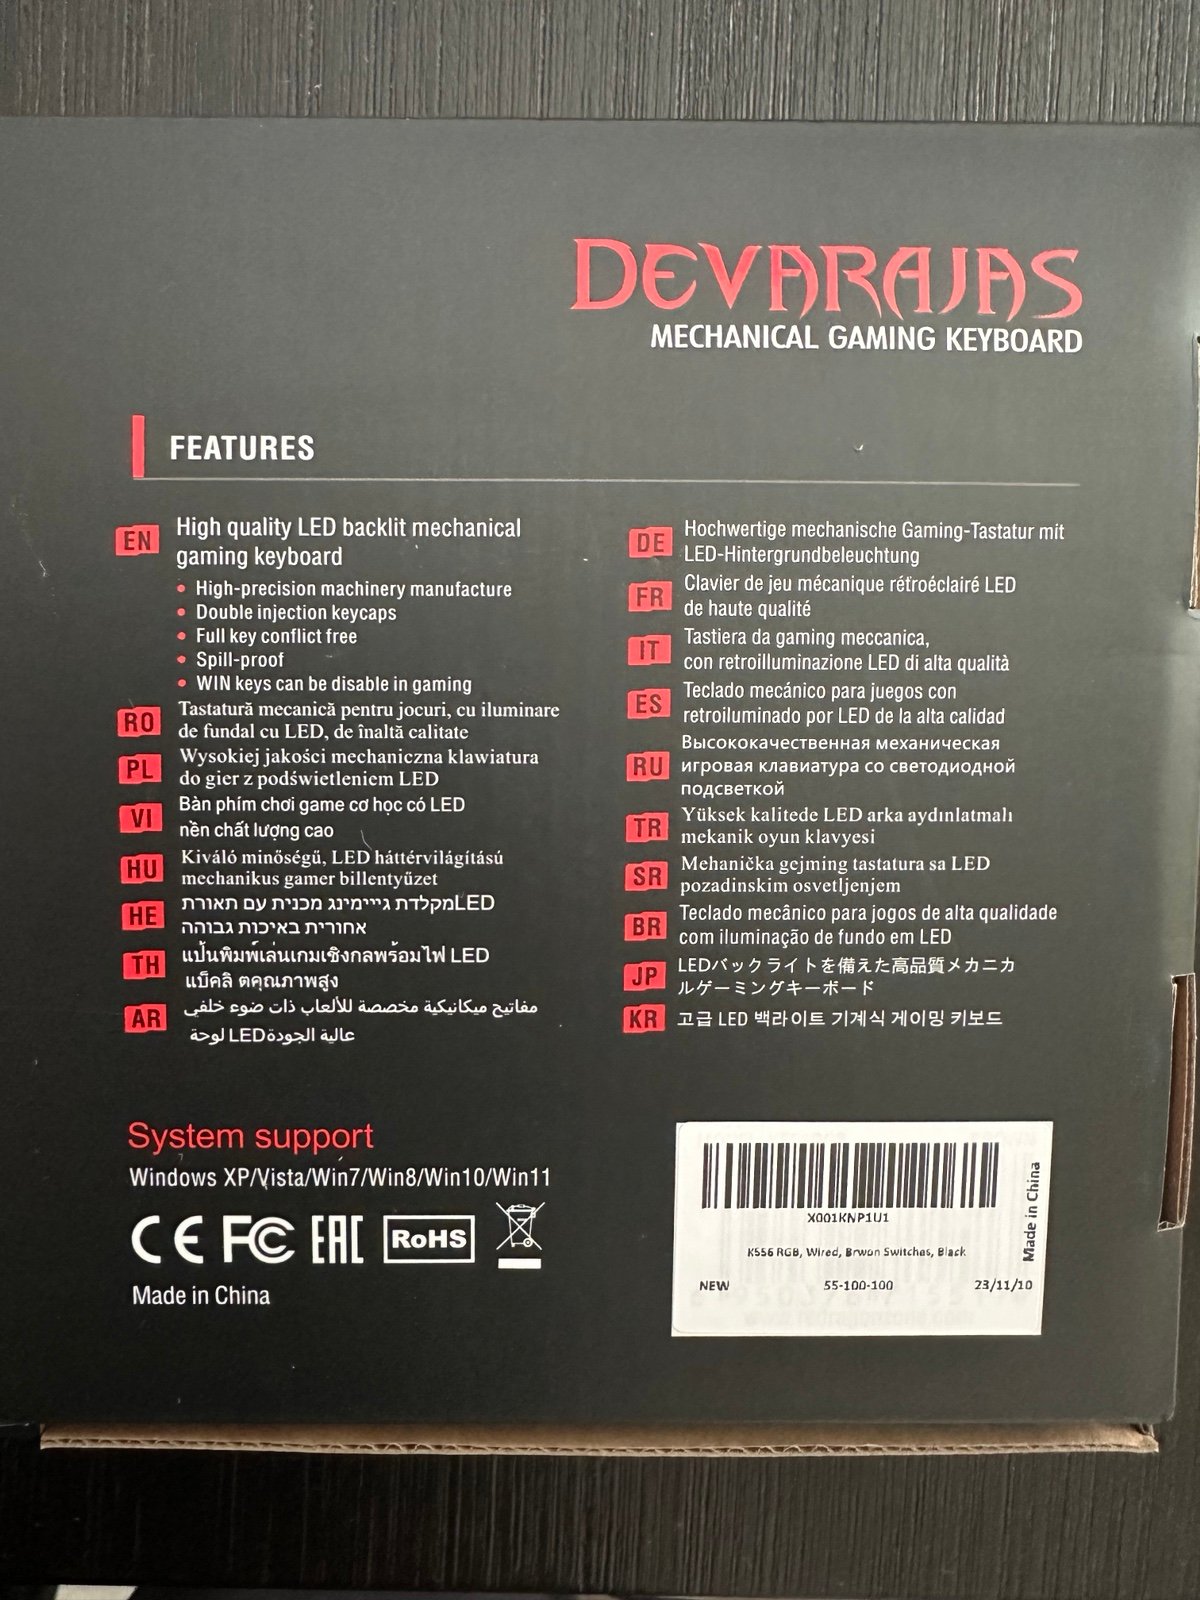 DEVARAJAS
MECHANICAL GAMING KEYBOARD
FEATURES
EN
High quality LED backlit mechanical
gaming keyboard
• High-precision machinery manufacture
• Double injection keycaps
• Full key conflict free
• Spill-proof
• WIN keys can be disable in gaming
RO
Tastatură mecanică pentru jocuri, cu iluminare
de fundal cu LED, de înaltă calitate
PL
Wysokiej jakości mechaniczna klawiatura
do gier z podświetleniem LED
VI
Bàn phím chơi game cơ học có LED
nền chất lượng cao
HU
Kiváló minőségű, LED háttérvilágítású
mechanikus gamer billentyűzet
HE
מקלדת גייימינג מכנית עם תאורתLED
אחורית באיכות גבוהה
TH
แป้นพิมพ์เล่นเกมเชิงกลพร้อมไฟ LED
แบ็คลิ ตคุณภาพสูง
AR
مفاتيح ميكانيكية مخصصة للألعاب ذات ضوء خلفي
عالية الجودةLED لوحة
DE
Hochwertige mechanische Gaming-Tastatur mit
LED-Hintergrundbeleuchtung
FR
Clavier de jeu mécanique rétroéclairé LED
de haute qualité
IT
Tastiera da gaming meccanica,
con retroilluminazione LED di alta qualità
ES
Teclado mecánico para juegos con
retroiluminado por LED de la alta calidad
RU
Высококачественная механическая
игровая клавиатура со светодиодной
подсветкой
TR
Yüksek kalitede LED arka aydınlatmalı
mekanik oyun klavyesi
SR
Mehanička gejming tastatura sa LED
pozadinskim osvetljenjem
BR
Teclado mecânico para jogos de alta qualidade
com iluminação de fundo em LED
JP
LEDバックライトを備えた高品質メカニカ
ルゲーミングキーボード
KR
고급 LED 백라이트 기계식 게이밍 키보드
System support
Windows XP/Vista/Win7/Win8/Win10/Win11
CE FC EAC RoHS
Made in China
X001KNP1U1
K556 RGB, Wired, Brwon Switches, Black
NEW 55-100-100 23/11/10
Made in China